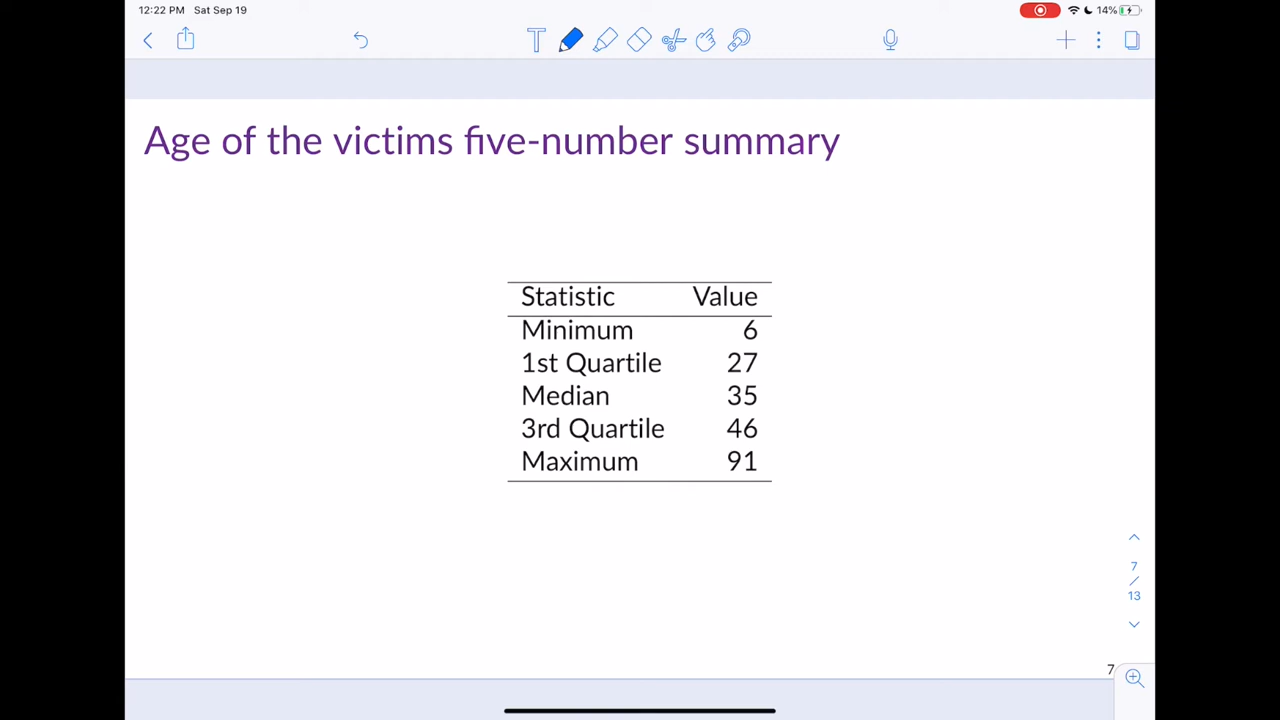 12:22 PM Sat Sep 19
14%
T
Age of the victims five-number summary
Statistic Value
Minimum 6
1st Quartile 27
Median 35
3rd Quartile 46
Maximum 91
7
/
13
7